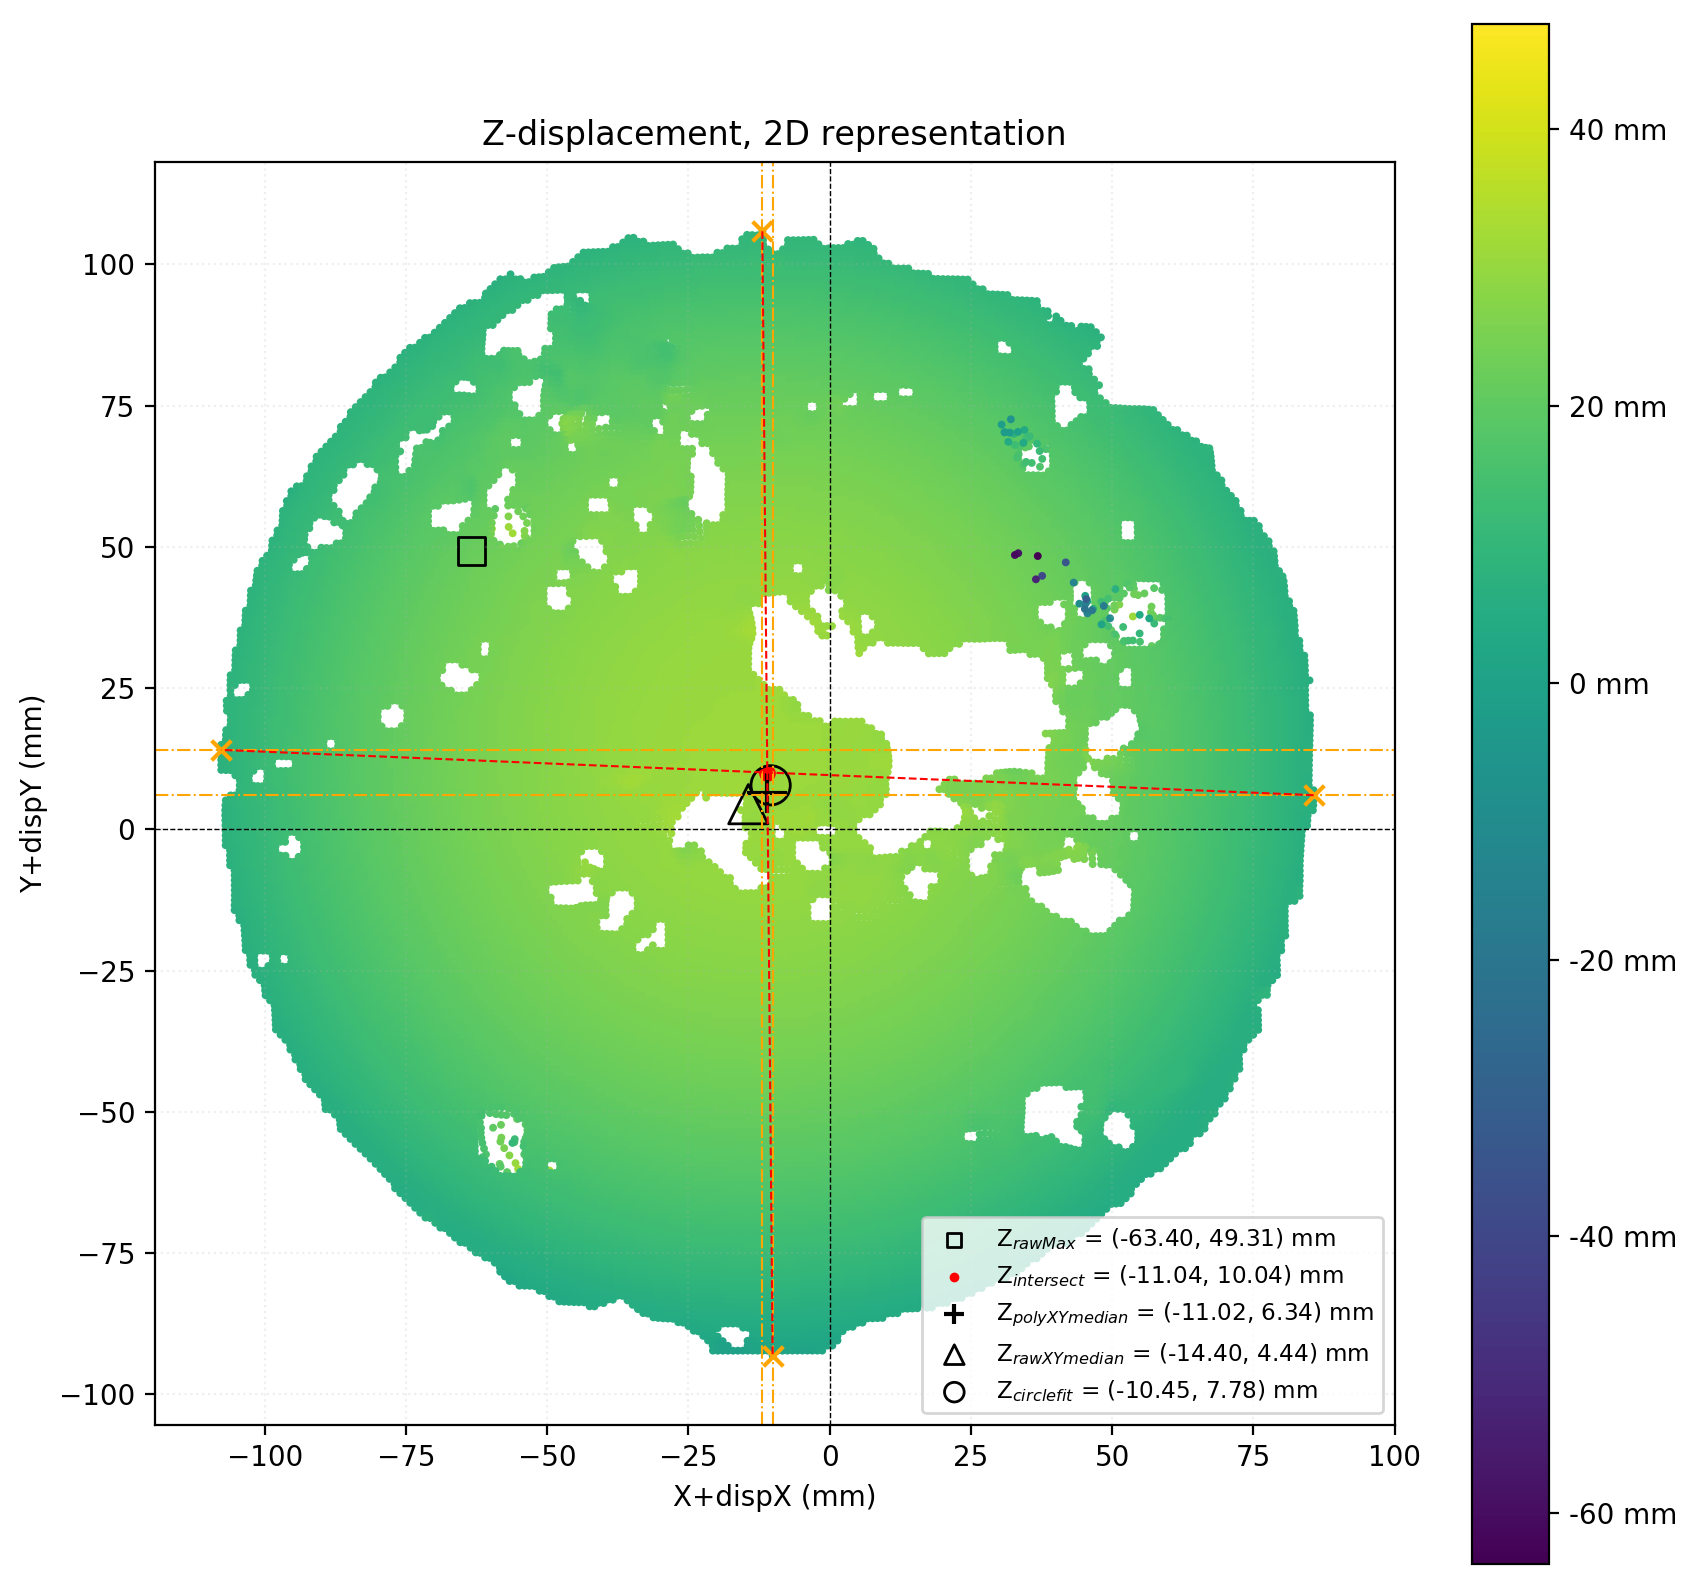 Z-displacement, 2D representation
40 mm
20 mm
0 mm
-20 mm
-40 mm
-60 mm
100
75
50
25
0
−25
−50
−75
−100
Y+dispY (mm)
Z_rawMax = (-63.40, 49.31) mm
Z_intersect = (-11.04, 10.04) mm
Z_polyXYmedian = (-11.02, 6.34) mm
Z_rawXYmedian = (-14.40, 4.44) mm
Z_circlefit = (-10.45, 7.78) mm
−100 −75 −50 −25 0 25 50 75 100
X+dispX (mm)